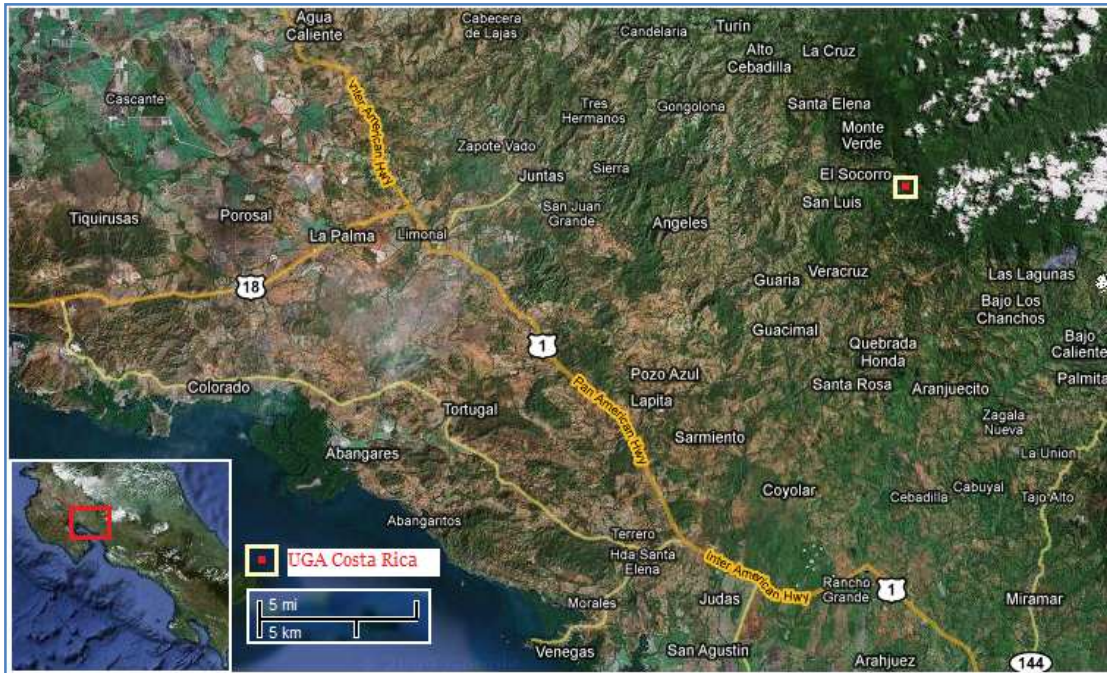 Agua
Caliente
Cabecera
de Lajas
Candelaria
Turín
Alto
Cebadilla
La Cruz
Inter American Hwy
Cascante
Tres
Hermanos
Gongolona
Santa Elena
Monte
Verde
Zapote Vado
Juntas
Sierra
El Socorro
San Luis
Tiquirusas
Porosal
La Palma
Limonal
San Juan
Grande
Angeles
18
Guaria
Veracruz
Las Lagunas
Bajo Los
Chanchos
1
Guacimal
Quebrada
Honda
Bajo
Caliente
Colorado
Pan American Hwy
Pozo Azul
Lapita
Santa Rosa
Aranjuecito
Palmita
Tortugal
Sarmiento
Zagala
Nueva
Abangares
La Union
Coyolar
Cebadilla
Cabuyal
Tajo Alto
Abangaritos
Terrero
Hda Santa
Elena
Inter American Hwy
UGA Costa Rica
Rancho
Grande
1
5 mi
5 km
Morales
Judas
Miramar
Venegas
San Agustin
Arahjuez
144